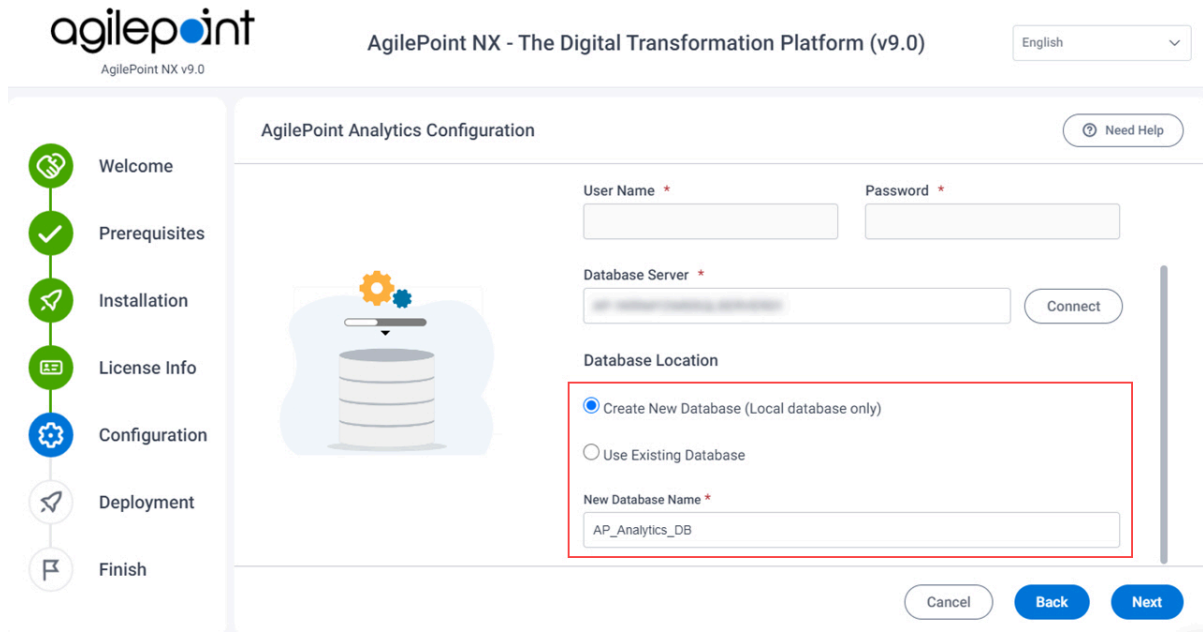 agilepoint
AgilePoint NX v9.0
AgilePoint NX - The Digital Transformation Platform (v9.0)
English
Welcome
Prerequisites
Installation
License Info
Configuration
Deployment
Finish
AgilePoint Analytics Configuration
Need Help
User Name *
Password *
Database Server *
Connect
Database Location
Create New Database (Local database only)
Use Existing Database
New Database Name *
AP_Analytics_DB
Cancel
Back
Next